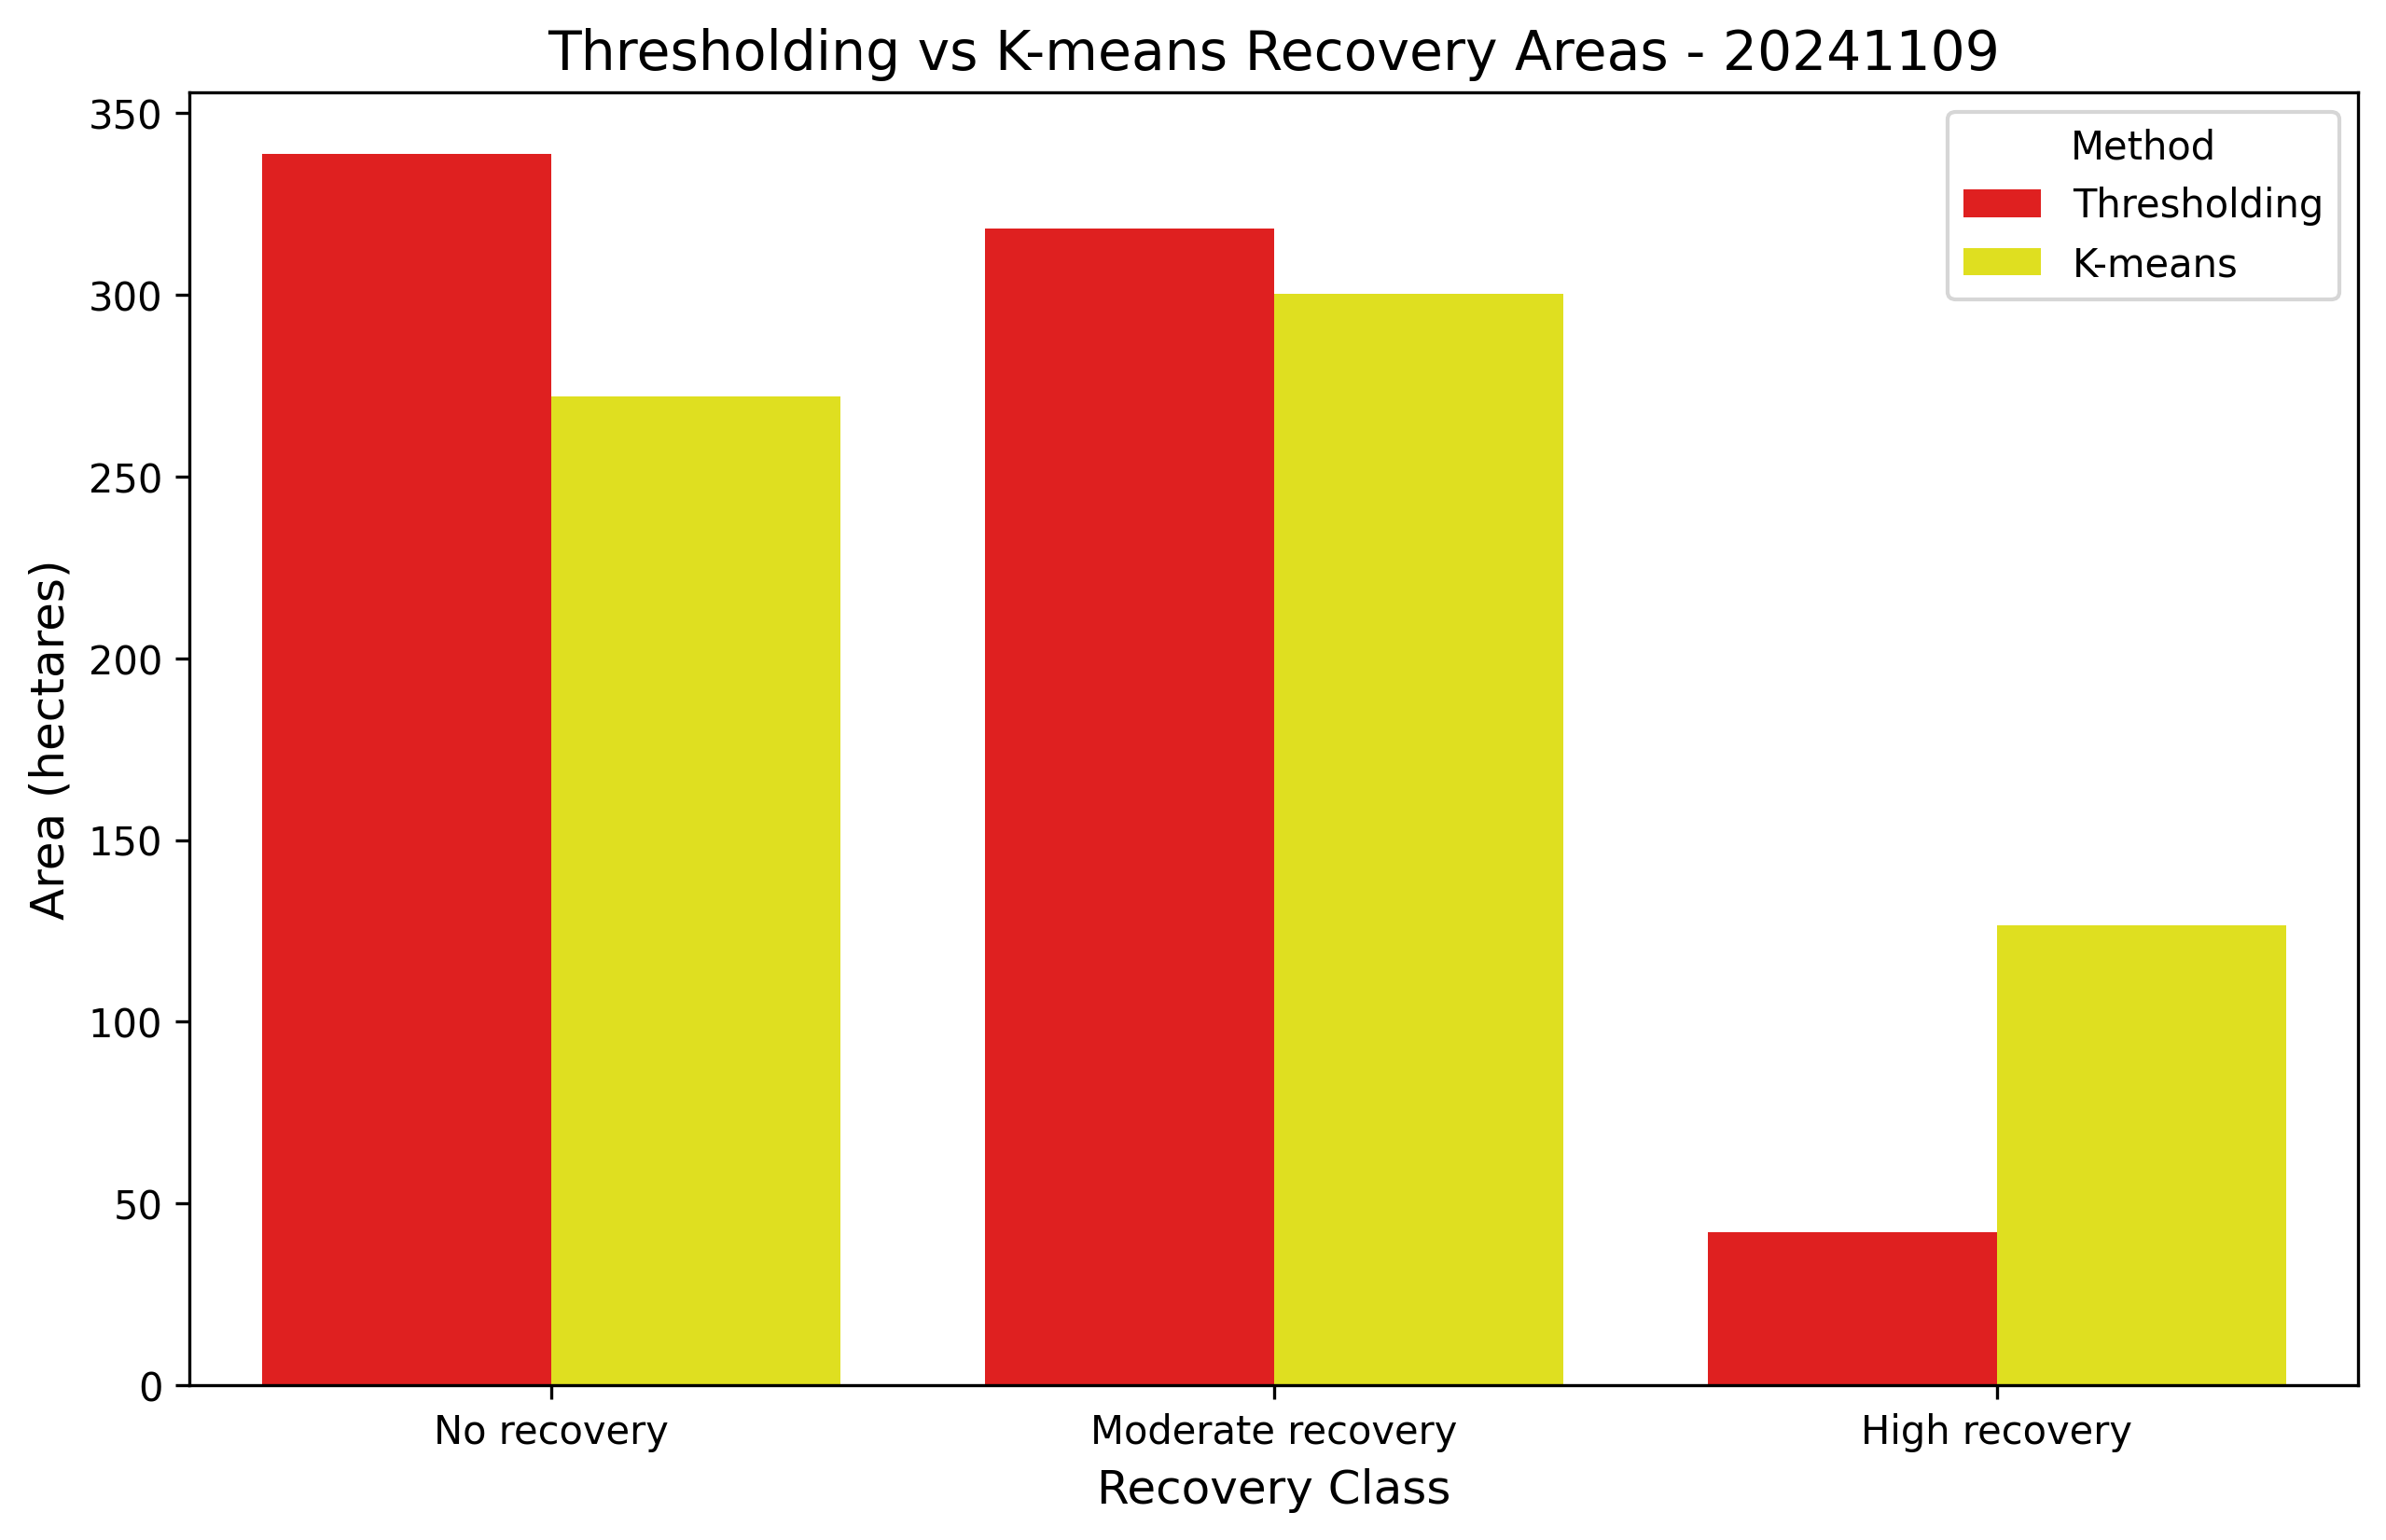 Thresholding vs K-means Recovery Areas - 20241109
Method
Thresholding
K-means
Area (hectares)
350
300
250
200
150
100
50
0
No recovery
Moderate recovery
High recovery
Recovery Class